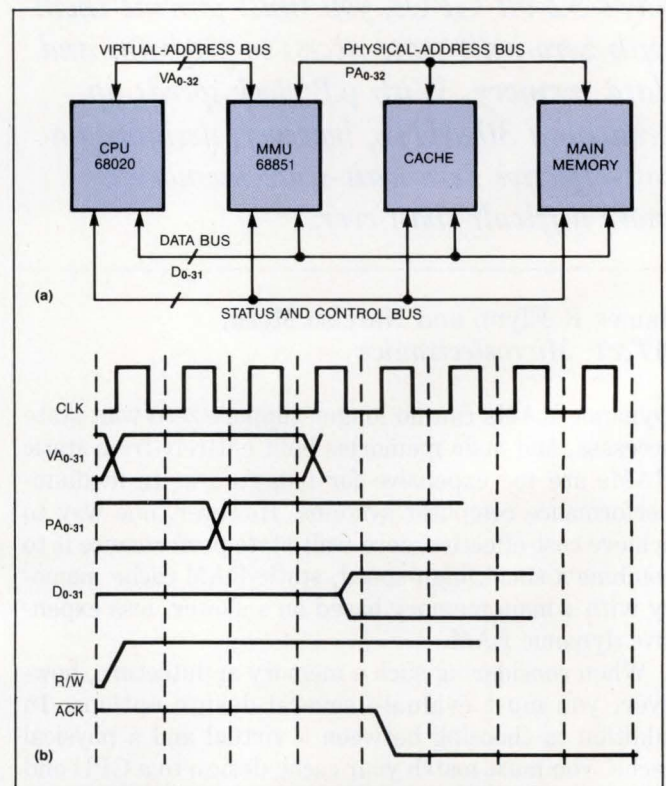 VIRTUAL-ADDRESS BUS
VA0-32
PHYSICAL-ADDRESS BUS
PA0-32
CPU
68020
MMU
68851
CACHE
MAIN
MEMORY
DATA BUS
D0-31
(a)
STATUS AND CONTROL BUS
CLK
VA0-31
PA0-31
D0-31
R/W
ACK
(b)